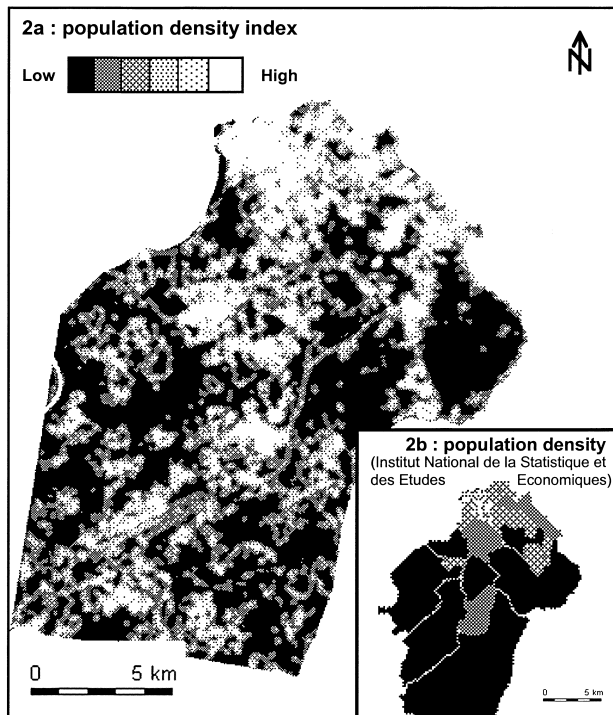 2a : population density index
Low High
N
0 5 km
2b : population density
(Institut National de la Statistique et
des Etudes Economiques)
0 5 km